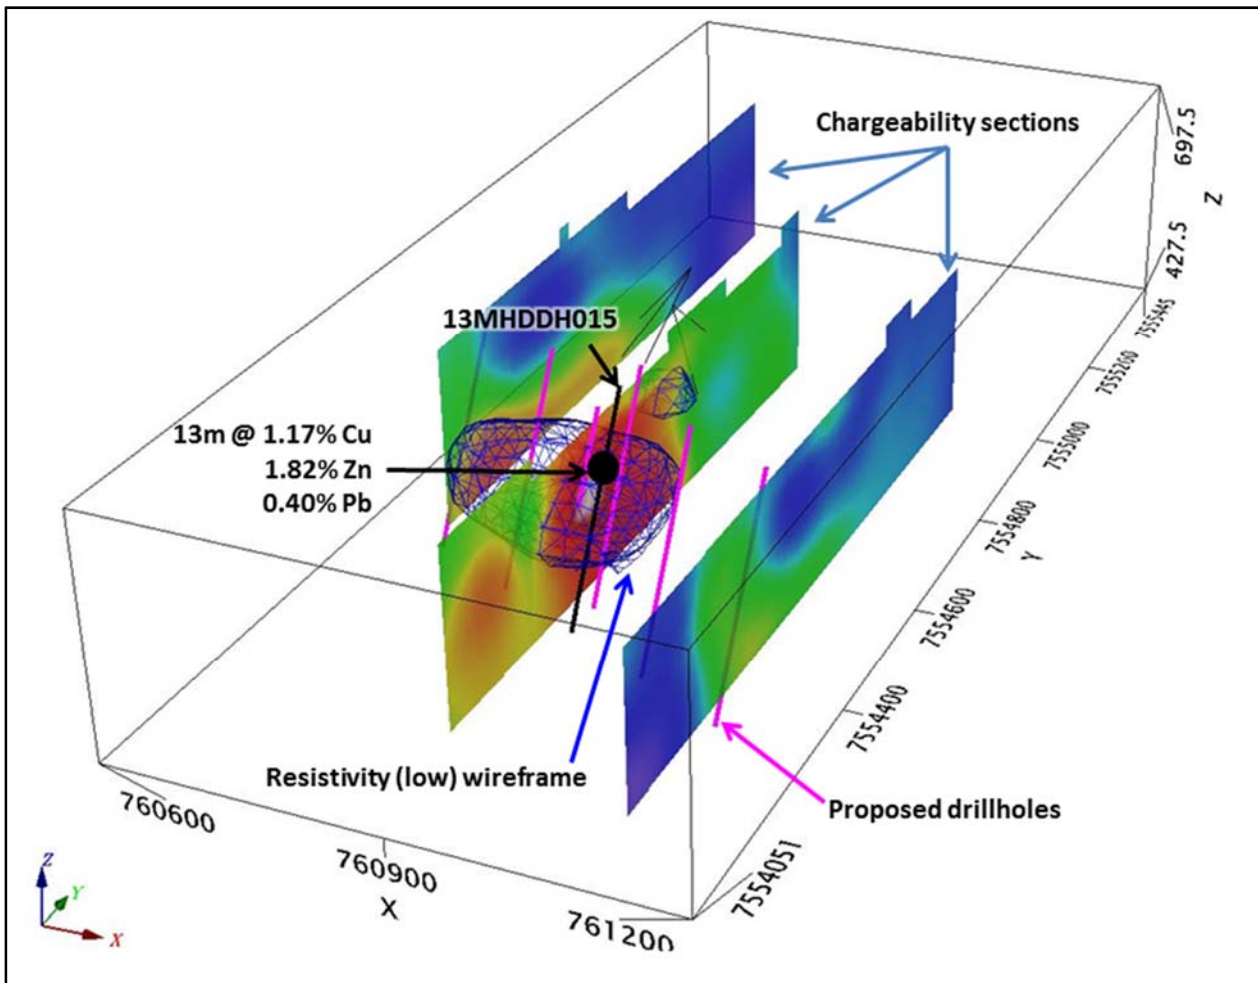 Chargeability sections
697.5
Z
427.5
7555445
7555200
7555000
7554800
Y
7554600
7554400
7554051
13MHDDH015
13m @ 1.17% Cu
1.82% Zn
0.40% Pb
Resistivity (low) wireframe
Proposed drillholes
760600
760900
X
761200
Z
Y
X